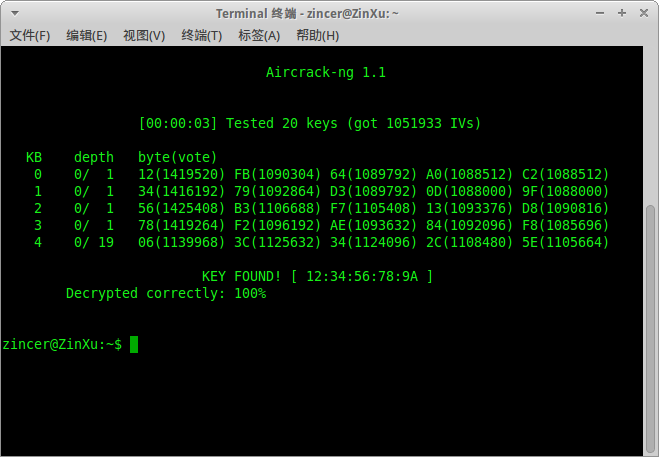 Terminal 终端 - zincer@ZinXu: ~
文件(F) 编辑(E) 视图(V) 终端(T) 标签(A) 帮助(H)
Aircrack-ng 1.1
[00:00:03] Tested 20 keys (got 1051933 IVs)
KB depth byte(vote)
0 0/ 1 12(1419520) FB(1090304) 64(1089792) A0(1088512) C2(1088512)
1 0/ 1 34(1416192) 79(1092864) D3(1089792) 0D(1088000) 9F(1088000)
2 0/ 1 56(1425408) B3(1106688) F7(1105408) 13(1093376) D8(1090816)
3 0/ 1 78(1419264) F2(1096192) AE(1093632) 84(1092096) F8(1085696)
4 0/ 19 06(1139968) 3C(1125632) 34(1124096) 2C(1108480) 5E(1105664)
KEY FOUND! [ 12:34:56:78:9A ]
Decrypted correctly: 100%
zincer@ZinXu:~$